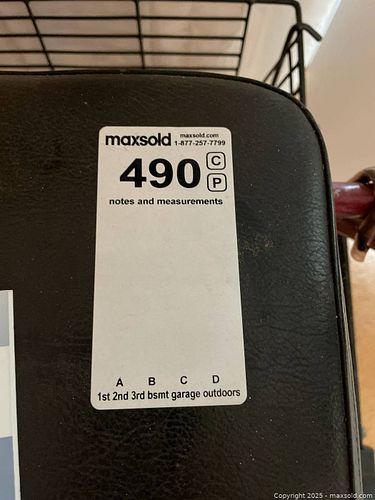 maxsold maxsold.com
1-877-257-7799
490 C
P
notes and measurements
A B C D
1st 2nd 3rd bsmt garage outdoors
Copyright 2025 - maxsold.com